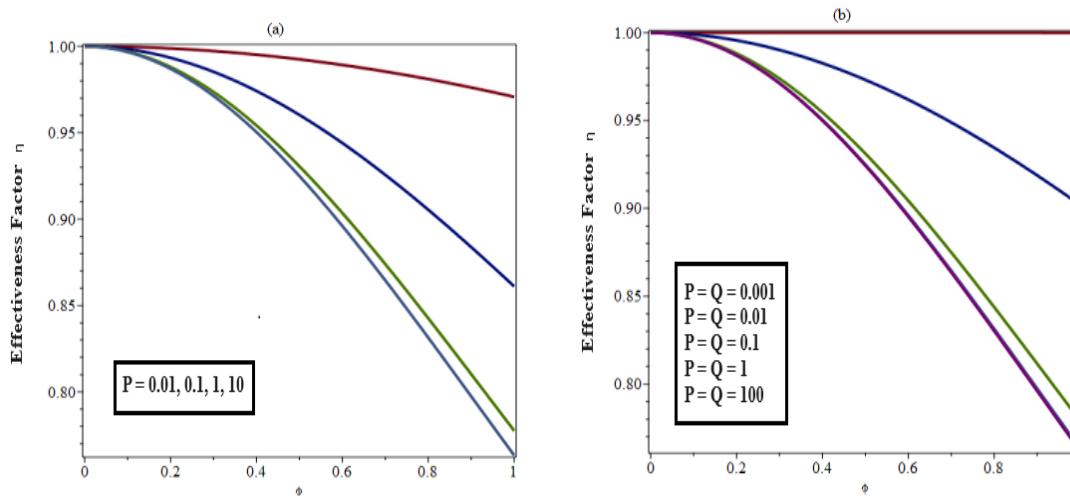 (a)
1.00
0.95
0.90
0.85
0.80
Effectiveness Factor η
P = 0.01, 0.1, 1, 10
0
0.2
0.4
0.6
0.8
1
Φ
(b)
1.00
0.95
0.90
0.85
0.80
Effectiveness Factor η
P = Q = 0.001
P = Q = 0.01
P = Q = 0.1
P = Q = 1
P = Q = 100
0
0.2
0.4
0.6
0.8
Φ